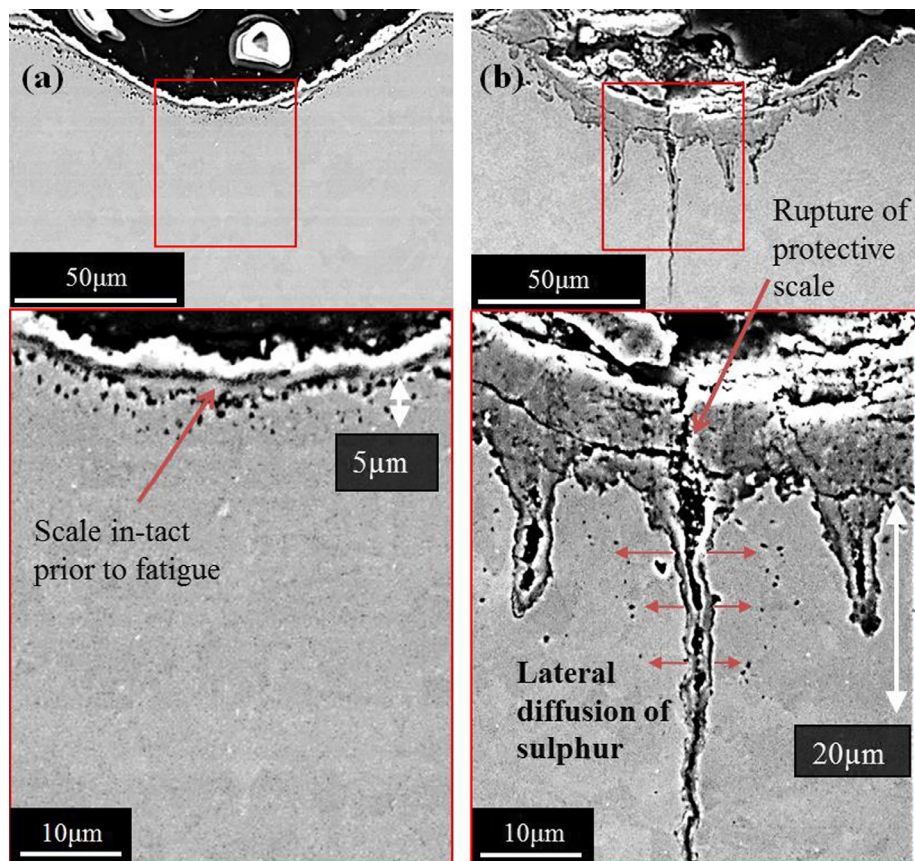 (a)
50µm
(b)
Rupture of
protective
scale
50µm
5µm
Scale in-tact
prior to fatigue
10µm
Lateral
diffusion of
sulphur
20µm
10µm